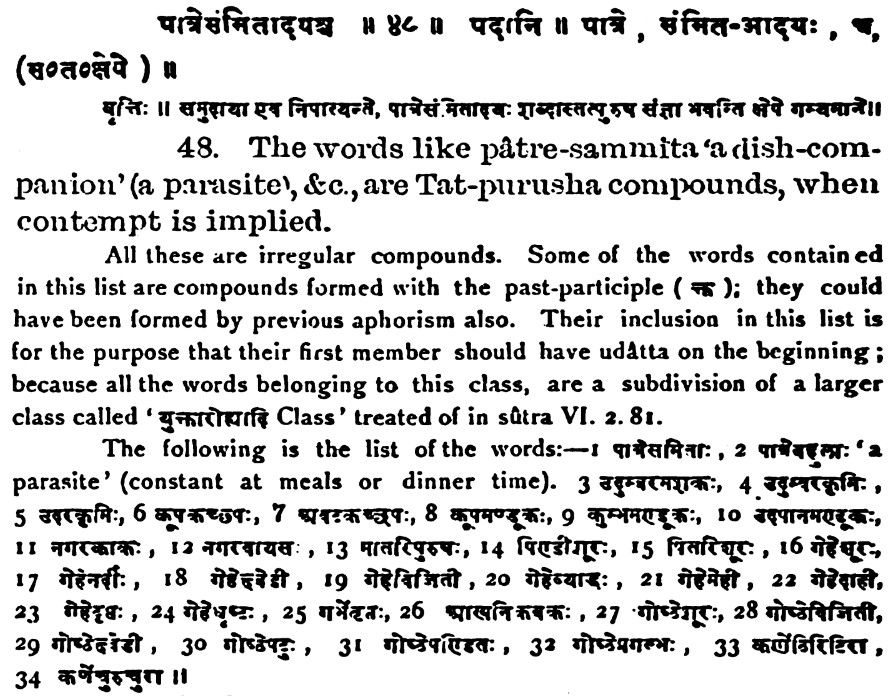 पात्रेसंमितादयश्च ॥ ४८ ॥ पदानि ॥ पात्रे , संमित-आदयः , च,
(स०त०क्षेपे ) ॥
वृत्तिः ॥ समुदाया एव निपात्यन्ते, पात्रेसंमितादयः शब्दास्तत्पुरुष संज्ञा भवन्ति क्षेपे गम्यमाने॥
48. The words like pâtre-sammita 'a dish-com-
panion' (a parasite), &c., are Tat-purusha compounds, when
contempt is implied.
All these are irregular compounds. Some of the words contained
in this list are compounds formed with the past-participle ( क्त ); they could
have been formed by previous aphorism also. Their inclusion in this list is
for the purpose that their first member should have udâtta on the beginning ;
because all the words belonging to this class, are a subdivision of a larger
class called ' युक्तारोह्यादि Class' treated of in sûtra VI. 2. 81.
The following is the list of the words:—1 पात्रेसमिताः , 2 पात्रेबहुलाः 'a
parasite' (constant at meals or dinner time). 3 उदुम्बरमशकः, 4 उदुम्बरकृमिः ,
5 उदरकृमिः, 6 कूपकच्छपः, 7 अवटकच्छपः, 8 कूपमण्डूकः, 9 कुम्भमण्डूकः, 10 उदपानमण्डूकः,
11 नगरकाकः , 12 नगरवायसः , 13 मातरिपुरुषः, 14 पिण्डीशूरः, 15 पितरिशूरः , 16 गेहेशूरः,
17 गेहेनर्दीः , 18 गेहेक्ष्वेडी , 19 गेहेविजिती , 20 गेहेव्याडः , 21 गेहेमेही , 22 गेहेदाही,
23 गेहेदृप्तः , 24 गेहेधृष्टः , 25 गर्भेतृप्तः, 26 आखनिकबकः , 27 गोष्ठेशूरः, 28 गोष्ठेविजिती,
29 गोष्ठेक्ष्वेडी , 30 गोष्ठेपटुः , 31 गोष्ठेपण्डितः , 32 गोष्ठेप्रगल्भः , 33 कर्णेटिरिटिरा ,
34 कर्णेचुरुचुरा ॥